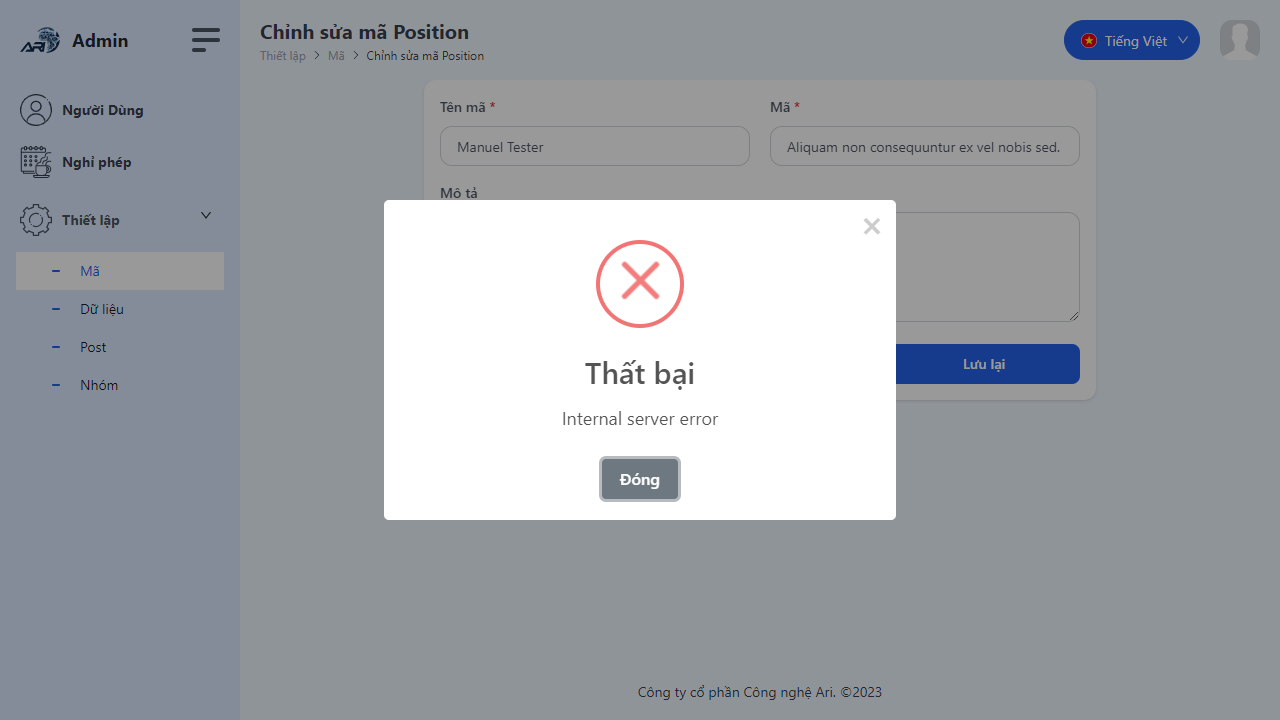 ARI Admin
Người Dùng
Nghỉ phép
Thiết lập
Mã
Dữ liệu
Post
Nhóm
Chỉnh sửa mã Position
Thiết lập > Mã > Chỉnh sửa mã Position
Tiếng Việt
Tên mã *
Mã *
Manuel Tester
Aliquam non consequuntur ex vel nobis sed.
Mô tả
Lưu lại
×
Thất bại
Internal server error
Đóng
Công ty cổ phần Công nghệ Ari. ©2023